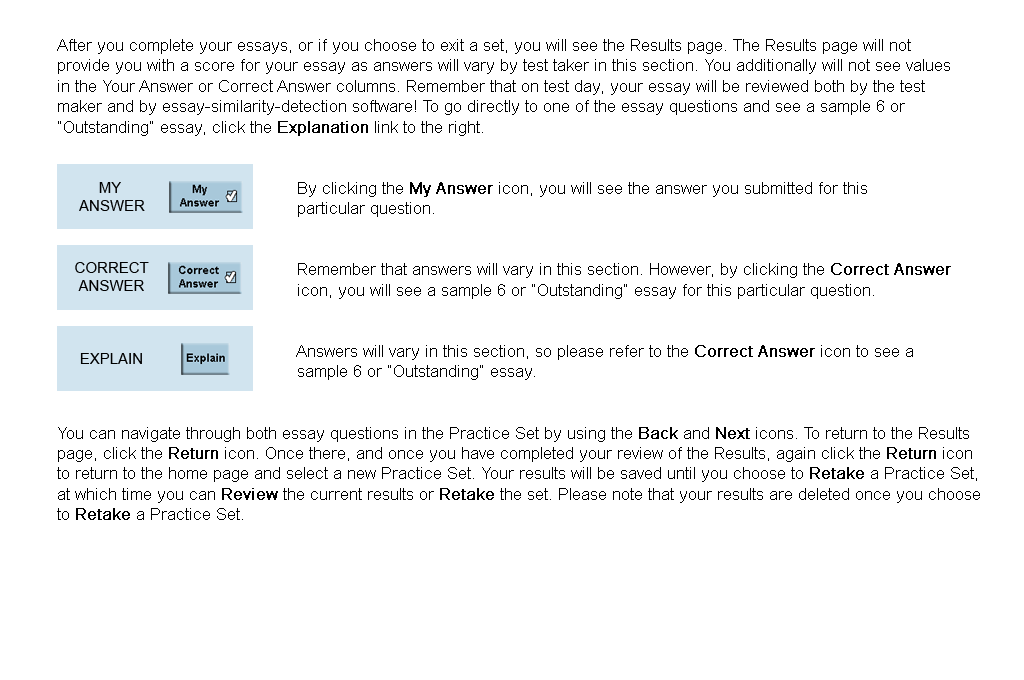 After you complete your essays, or if you choose to exit a set, you will see the Results page. The Results page will not
provide you with a score for your essay as answers will vary by test taker in this section. You additionally will not see values
in the Your Answer or Correct Answer columns. Remember that on test day, your essay will be reviewed both by the test
maker and by essay-similarity-detection software! To go directly to one of the essay questions and see a sample 6 or
"Outstanding" essay, click the Explanation link to the right.
MY
ANSWER
My
Answer
By clicking the My Answer icon, you will see the answer you submitted for this
particular question.
CORRECT
ANSWER
Correct
Answer
Remember that answers will vary in this section. However, by clicking the Correct Answer
icon, you will see a sample 6 or "Outstanding" essay for this particular question.
EXPLAIN
Explain
Answers will vary in this section, so please refer to the Correct Answer icon to see a
sample 6 or "Outstanding" essay.
You can navigate through both essay questions in the Practice Set by using the Back and Next icons. To return to the Results
page, click the Return icon. Once there, and once you have completed your review of the Results, again click the Return icon
to return to the home page and select a new Practice Set. Your results will be saved until you choose to Retake a Practice Set,
at which time you can Review the current results or Retake the set. Please note that your results are deleted once you choose
to Retake a Practice Set.